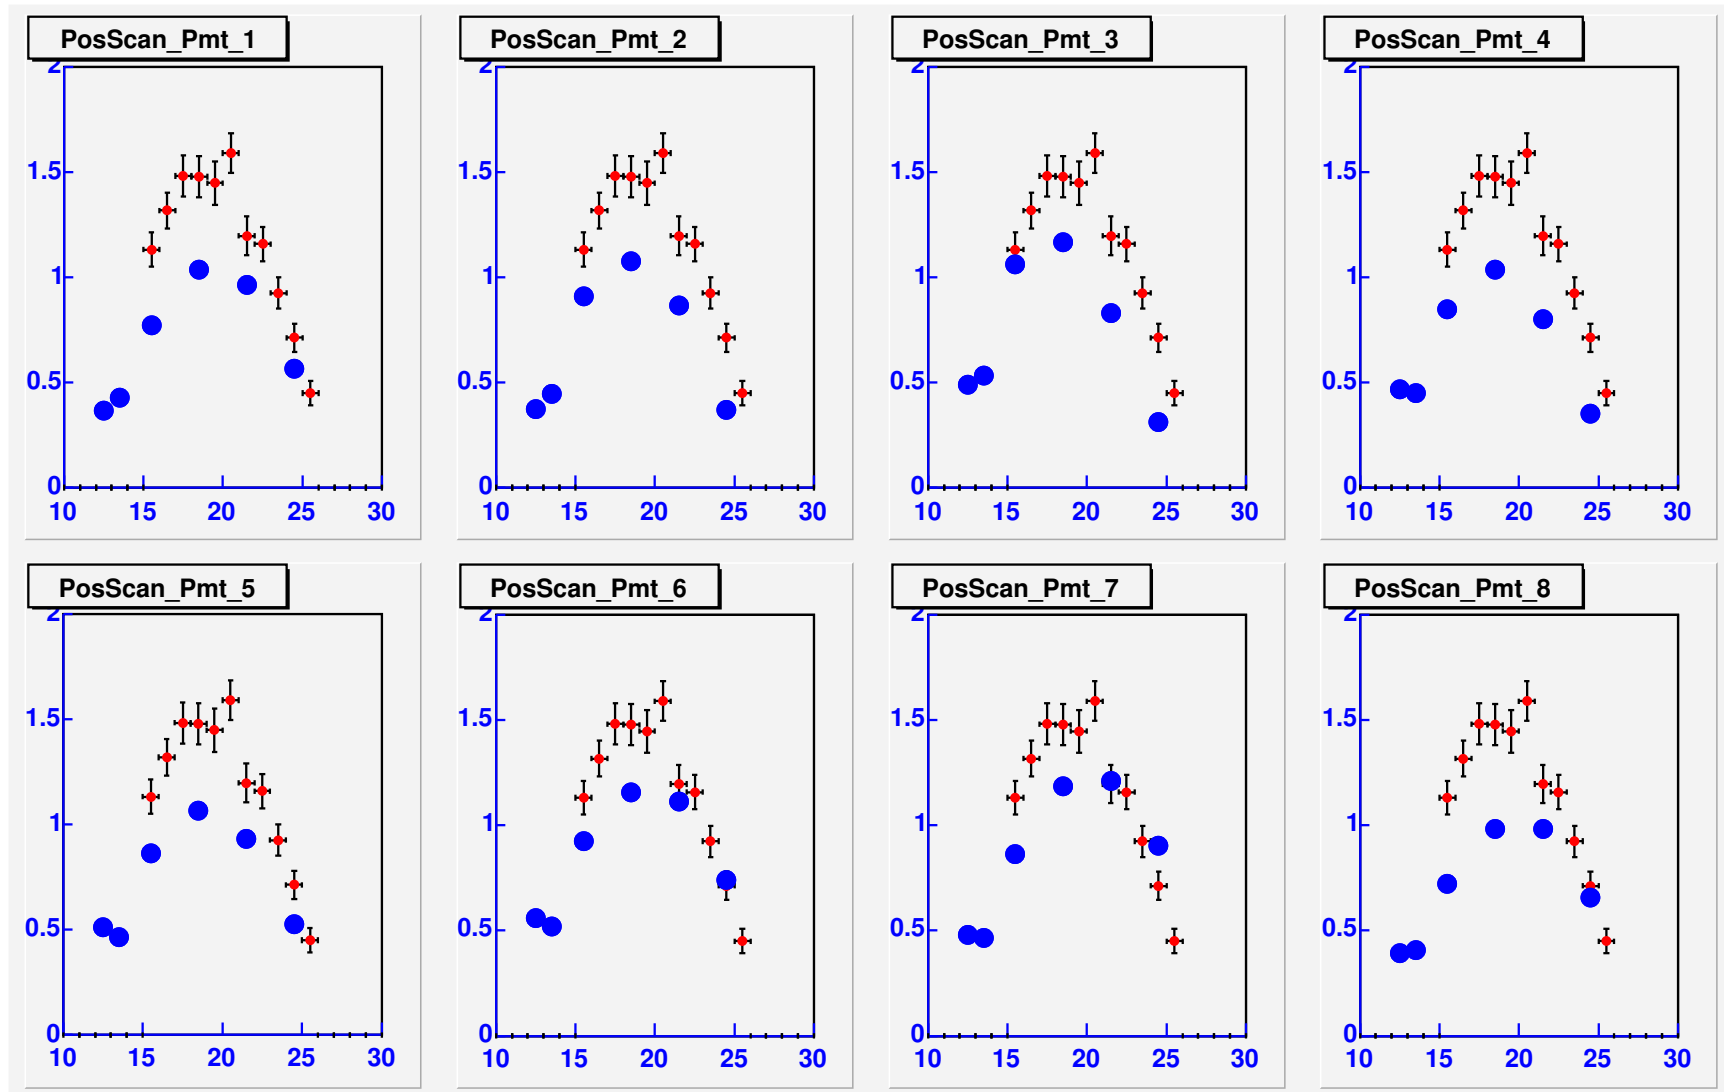 PosScan_Pmt_1 PosScan_Pmt_2 PosScan_Pmt_3 PosScan_Pmt_4
2 2 2 2
1.5 1.5 1.5 1.5
1 1 1 1
0.5 0.5 0.5 0.5
0 0 0 0
10 15 20 25 30 10 15 20 25 30 10 15 20 25 30 10 15 20 25 30
PosScan_Pmt_5 PosScan_Pmt_6 PosScan_Pmt_7 PosScan_Pmt_8
2 2 2 2
1.5 1.5 1.5 1.5
1 1 1 1
0.5 0.5 0.5 0.5
0 0 0 0
10 15 20 25 30 10 15 20 25 30 10 15 20 25 30 10 15 20 25 30